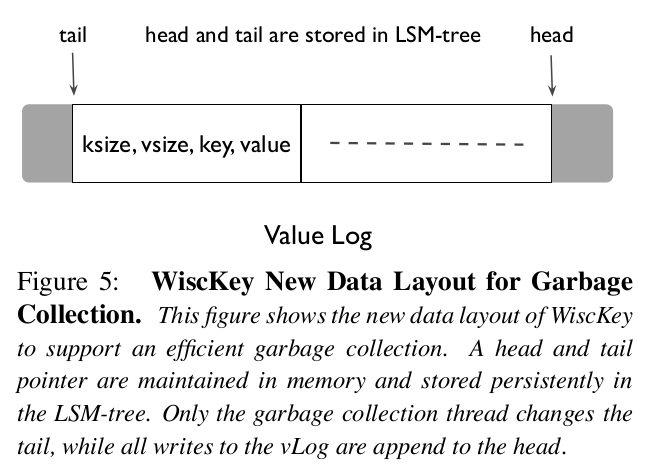 tail head and tail are stored in LSM-tree head
ksize, vsize, key, value
Value Log
Figure 5: WiscKey New Data Layout for Garbage
Collection. This figure shows the new data layout of WiscKey
to support an efficient garbage collection. A head and tail
pointer are maintained in memory and stored persistently in
the LSM-tree. Only the garbage collection thread changes the
tail, while all writes to the vLog are append to the head.